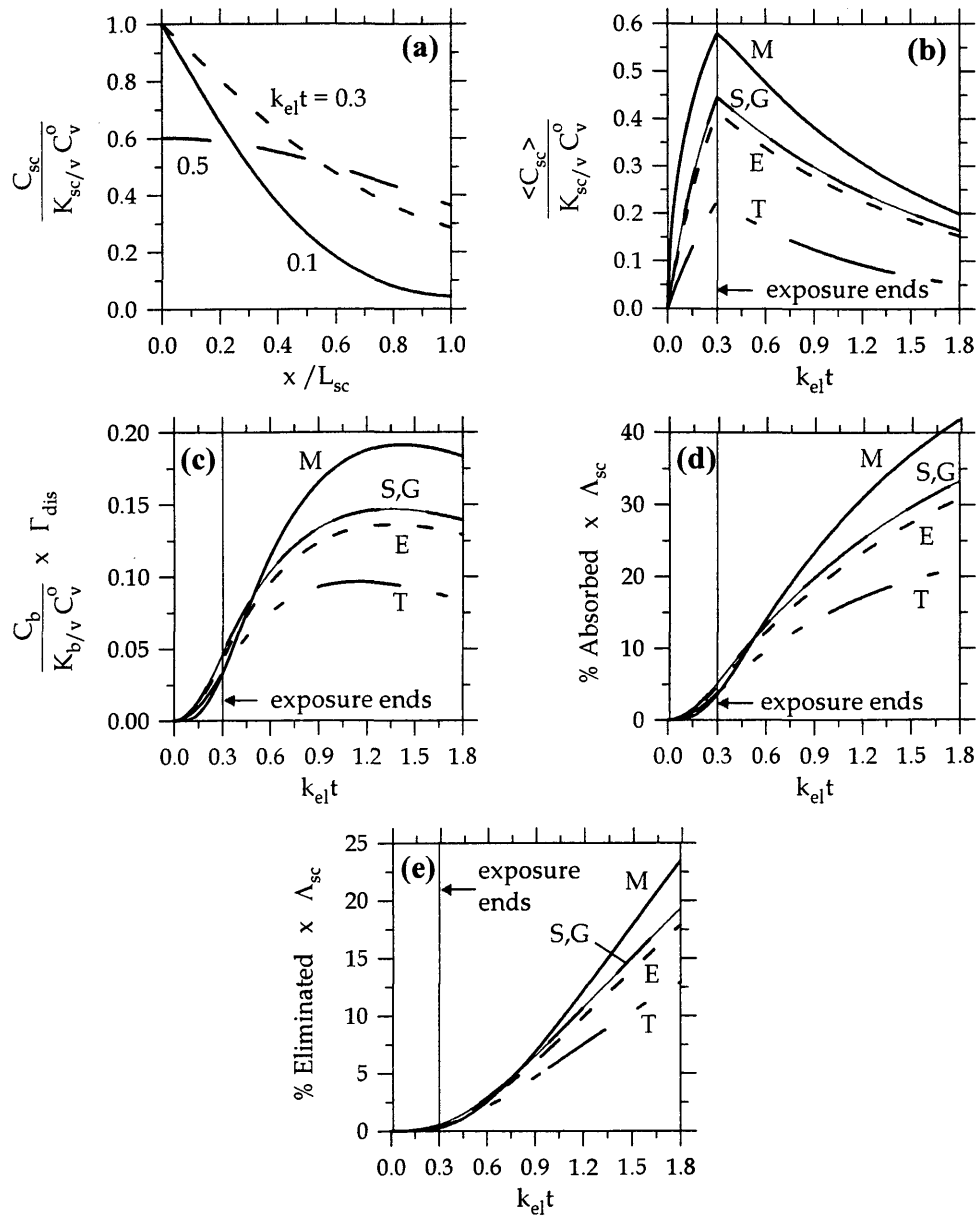 (a)
C_sc / K_sc/v C_v^o
1.0
0.8
0.6
0.4
0.2
0.0
k_el t = 0.3
0.5
0.1
0.0 0.2 0.4 0.6 0.8 1.0
x / L_sc
(b)
<C_sc> / K_sc/v C_v^o
0.6
0.5
0.4
0.3
0.2
0.1
0.0
M
S,G
E
T
exposure ends
0.0 0.3 0.6 0.9 1.2 1.5 1.8
k_el t
(c)
C_b / K_b/v C_v^o x Γ_dis
0.20
0.15
0.10
0.05
0.00
M
S,G
E
T
exposure ends
0.0 0.3 0.6 0.9 1.2 1.5 1.8
k_el t
(d)
% Absorbed x Λ_sc
40
30
20
10
0
M
S,G
E
T
exposure ends
0.0 0.3 0.6 0.9 1.2 1.5 1.8
k_el t
(e)
% Eliminated x Λ_sc
25
20
15
10
5
0
exposure
ends
M
S,G
E
T
0.0 0.3 0.6 0.9 1.2 1.5 1.8
k_el t